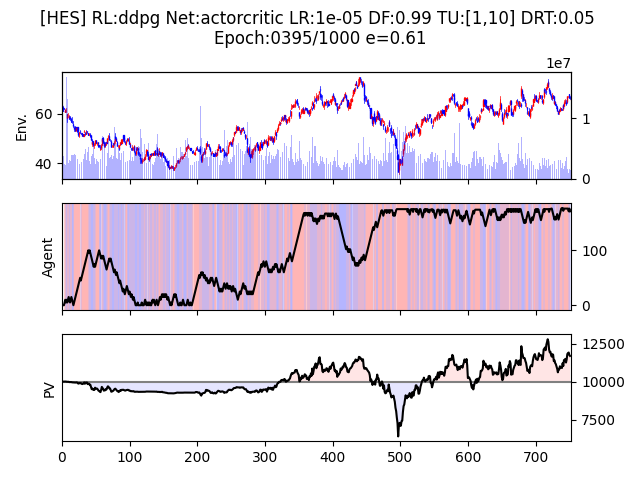 [HES] RL:ddpg Net:actorcritic LR:1e-05 DF:0.99 TU:[1,10] DRT:0.05
Epoch:0395/1000 e=0.61
1e7
Env.
60
40
1
0
Agent
100
0
PV
12500
10000
7500
0 100 200 300 400 500 600 700